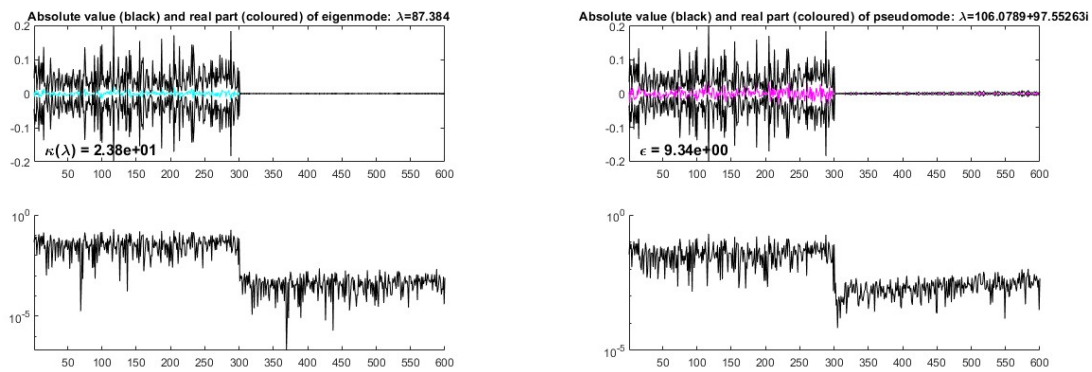 Absolute value (black) and real part (coloured) of eigenmode: λ=87.384
0.2
0.1
0
-0.1
-0.2
κ(λ) = 2.38e+01
50 100 150 200 250 300 350 400 450 500 550 600
10^0
10^-5
50 100 150 200 250 300 350 400 450 500 550 600
Absolute value (black) and real part (coloured) of pseudomode: λ=106.0789+97.55263i
0.2
0.1
0
-0.1
-0.2
ϵ = 9.34e+00
50 100 150 200 250 300 350 400 450 500 550 600
10^0
10^-5
50 100 150 200 250 300 350 400 450 500 550 600